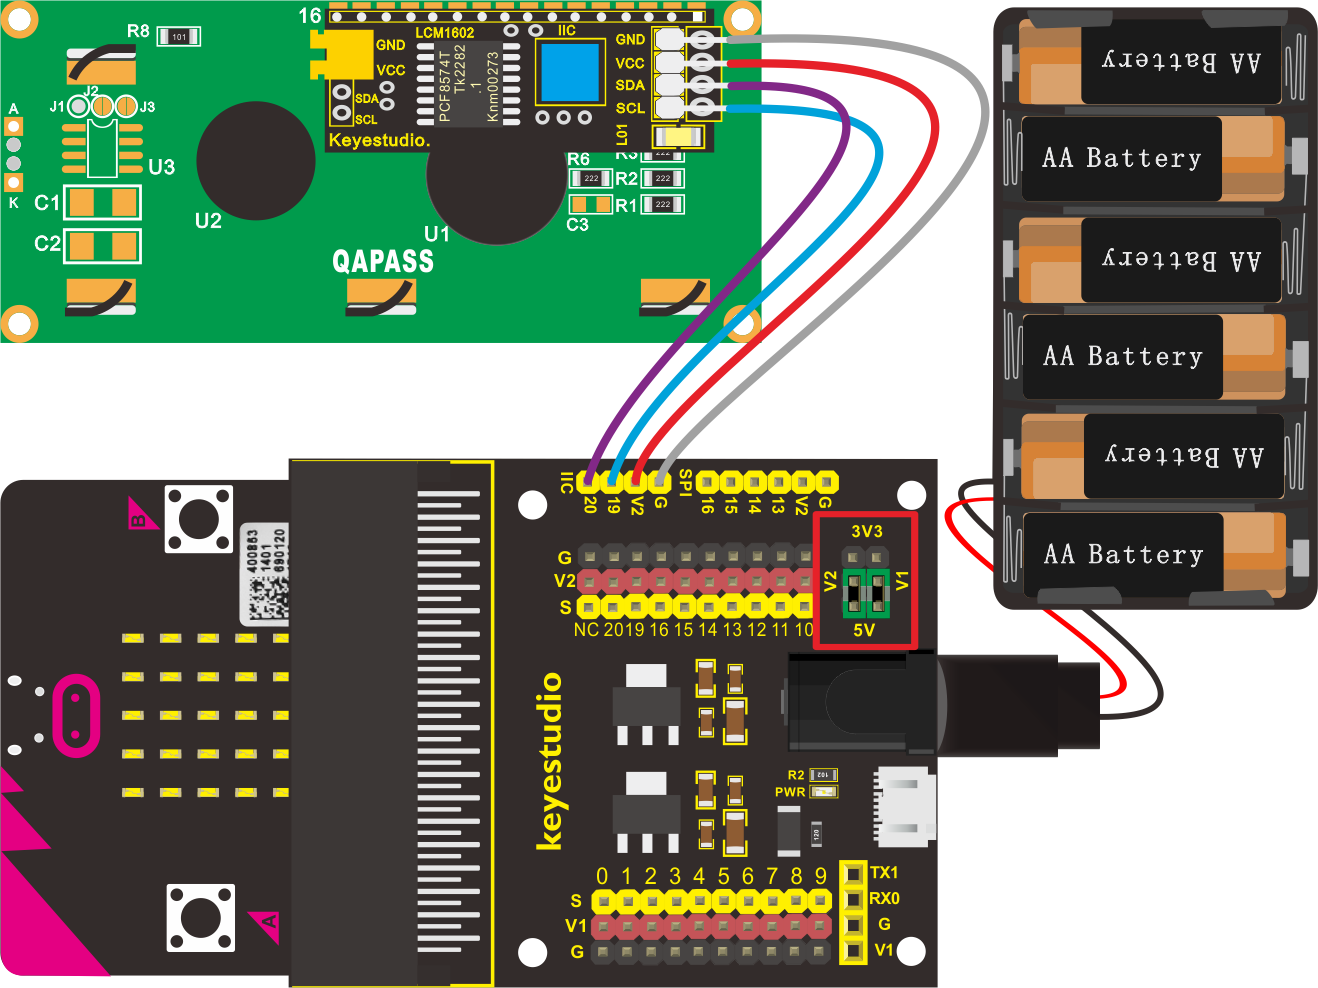 16
R8
101
LCM1602
IIC
GND
VCC
SDA
SCL
GND
VCC
SDA
SCL
PCF8574T
Tk2282
.1
Knm00273
Keyestudio.
L01
J2
J1
J3
A
K
U3
C1
C2
U2
U1
R6
222
R3
222
R2
222
R1
222
C3
QAPASS
AA Battery
AA Battery
AA Battery
AA Battery
AA Battery
AA Battery
IIC
20
19
V2
G
SPI
16
15
14
13
V2
G
3V3
V2
V1
5V
G
V2
S
NC 20 19 16 15 14 13 12 11 10
B
400863
1401
690120
keyestudio
R2
102
PWR
120
0 1 2 3 4 5 6 7 8 9
S
V1
G
TX1
RX0
G
V1
A